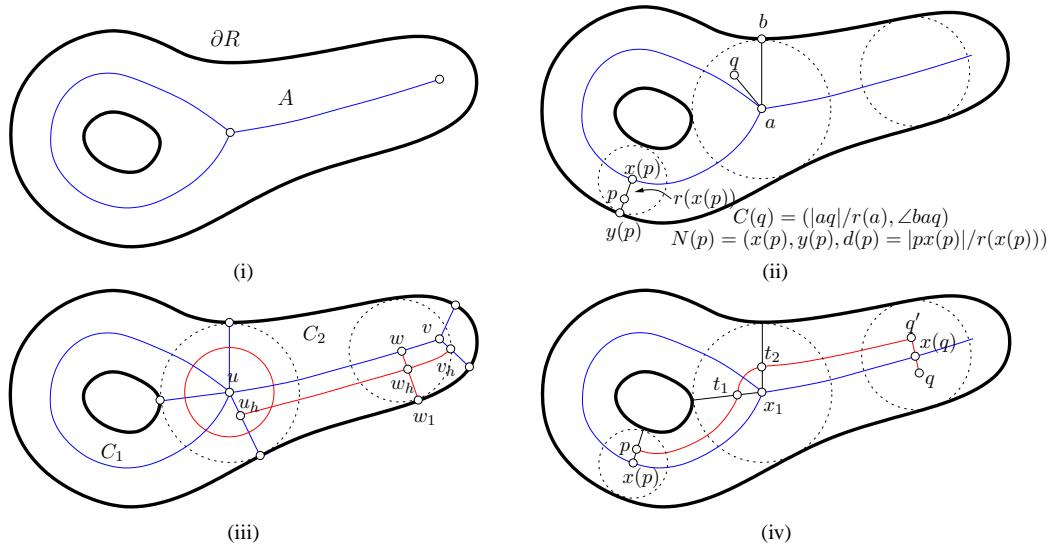 ∂R
A
(i)
b
q
a
x(p)
p
r(x(p))
y(p)
C(q) = (|aq|/r(a), ∠baq)
N(p) = (x(p), y(p), d(p) = |px(p)|/r(x(p)))
(ii)
C₂
w
v
u
w_h
v_h
u_h
w₁
C₁
(iii)
q′
t₂
x(q)
t₁
q
x₁
p
x(p)
(iv)